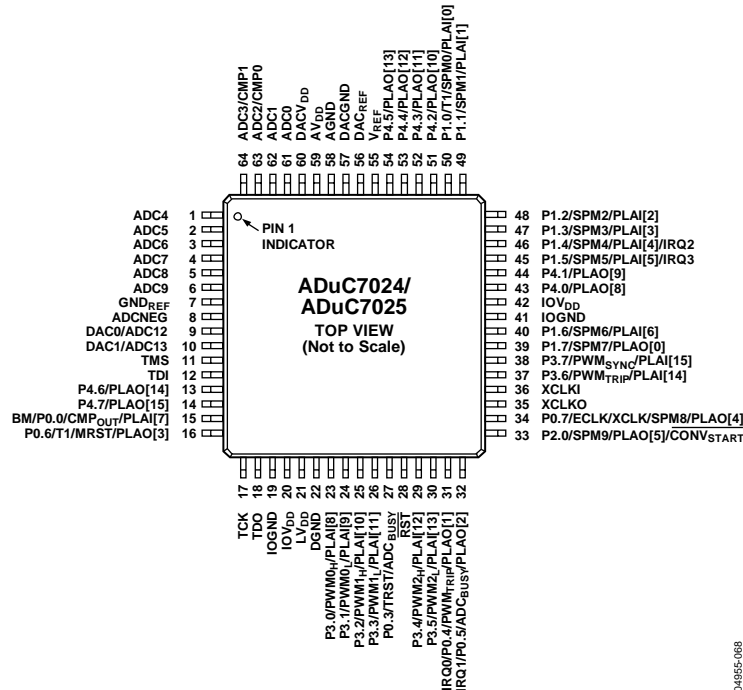 64 ADC3/CMP1
63 ADC2/CMP0
62 ADC1
61 ADC0
60 DACVDD
59 AVDD
58 AGND
57 DACGND
56 DACREF
55 VREF
54 P4.5/PLAO[13]
53 P4.4/PLAO[12]
52 P4.3/PLAO[11]
51 P4.2/PLAO[10]
50 P1.0/T1/SPM0/PLAI[0]
49 P1.1/SPM1/PLAI[1]
ADC4 1
ADC5 2
ADC6 3
ADC7 4
ADC8 5
ADC9 6
GNDREF 7
ADCNEG 8
DAC0/ADC12 9
DAC1/ADC13 10
TMS 11
TDI 12
P4.6/PLAO[14] 13
P4.7/PLAO[15] 14
BM/P0.0/CMPOUT/PLAI[7] 15
P0.6/T1/MRST/PLAO[3] 16
PIN 1
INDICATOR
ADuC7024/
ADuC7025
TOP VIEW
(Not to Scale)
48 P1.2/SPM2/PLAI[2]
47 P1.3/SPM3/PLAI[3]
46 P1.4/SPM4/PLAI[4]/IRQ2
45 P1.5/SPM5/PLAI[5]/IRQ3
44 P4.1/PLAO[9]
43 P4.0/PLAO[8]
42 IOVDD
41 IOGND
40 P1.6/SPM6/PLAI[6]
39 P1.7/SPM7/PLAO[0]
38 P3.7/PWMSYNC/PLAI[15]
37 P3.6/PWMTRIP/PLAI[14]
36 XCLKI
35 XCLKO
34 P0.7/ECLK/XCLK/SPM8/PLAO[4]
33 P2.0/SPM9/PLAO[5]/CONVSTART
TCK 17
TDO 18
IOGND 19
IOVDD 20
LVDD 21
DGND 22
P3.0/PWM0H/PLAI[8] 23
P3.1/PWM0L/PLAI[9] 24
P3.2/PWM1H/PLAI[10] 25
P3.3/PWM1L/PLAI[11] 26
P0.3/TRST/ADCBUSY 27
RST 28
P3.4/PWM2H/PLAI[12] 29
P3.5/PWM2L/PLAI[13] 30
IRQ0/P0.4/PWMTRIP/PLAO[1] 31
IRQ1/P0.5/ADCBUSY/PLAO[2] 32
04955-068